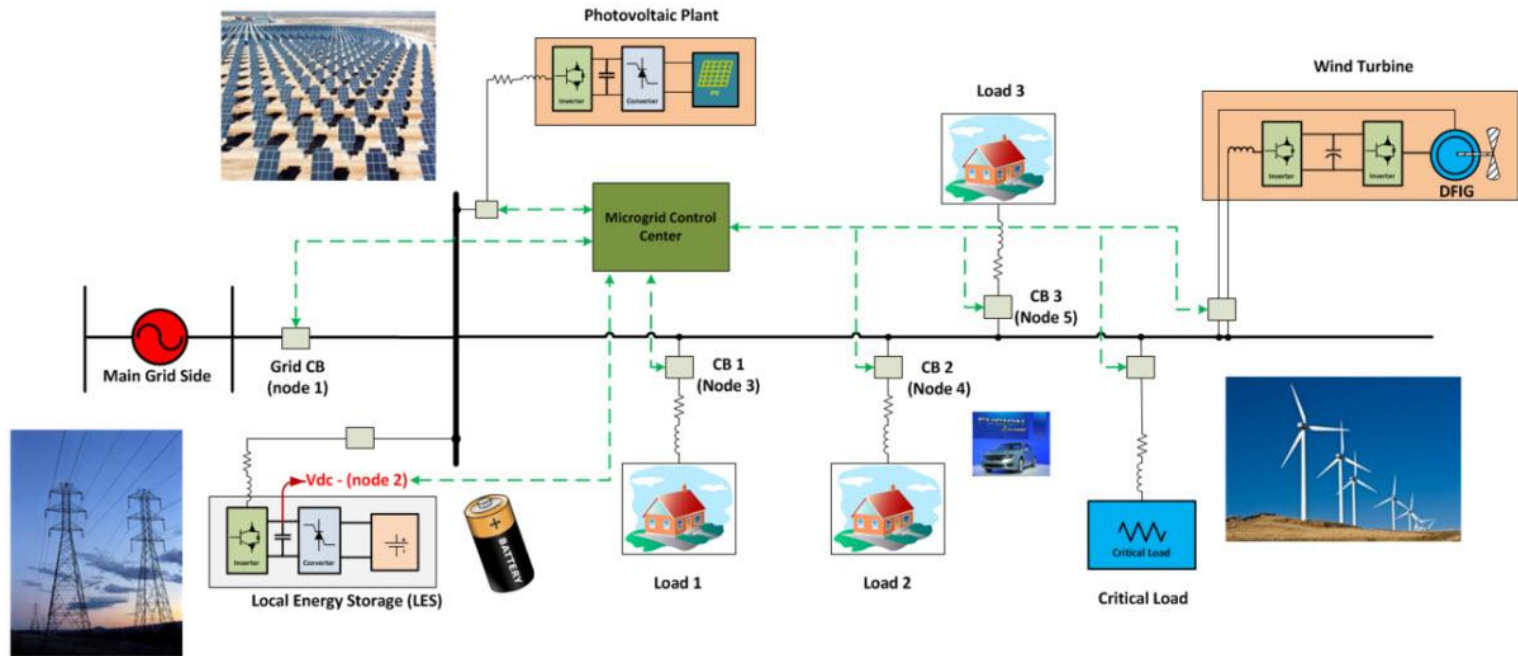 Photovoltaic Plant
Inverter
Converter
PV
Wind Turbine
Inverter
Inverter
DFIG
Load 3
Microgrid Control
Center
CB 3
(Node 5)
Main Grid Side
Grid CB
(node 1)
CB 1
(Node 3)
CB 2
(Node 4)
Vdc - (node 2)
Inverter
Converter
Local Energy Storage (LES)
+
BATTERY
Load 1
Load 2
FUSION
Critical Load
Critical Load